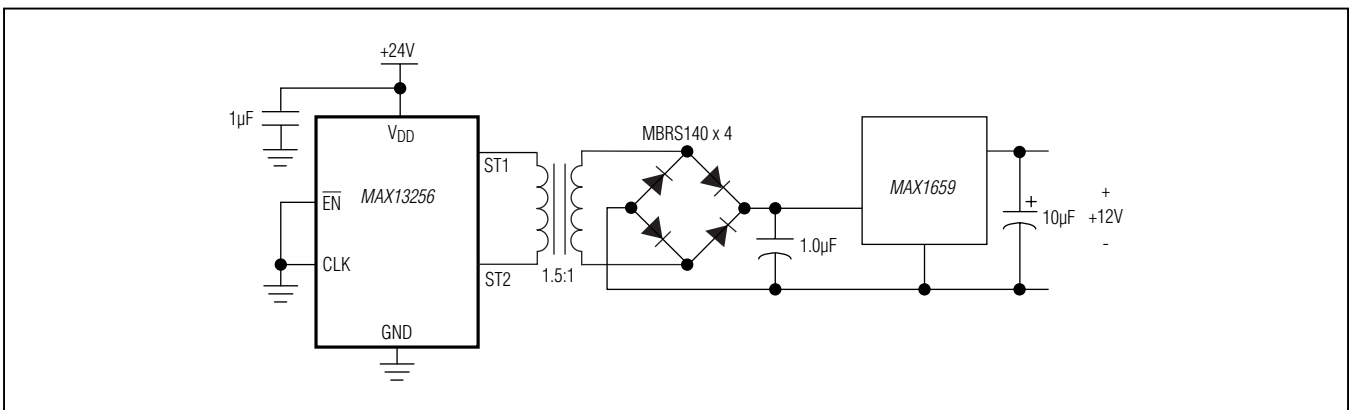 +24V
1µF
VDD
MAX13256
EN
CLK
GND
ST1
ST2
1.5:1
MBRS140 x 4
1.0µF
MAX1659
+
10µF
+
+12V
-